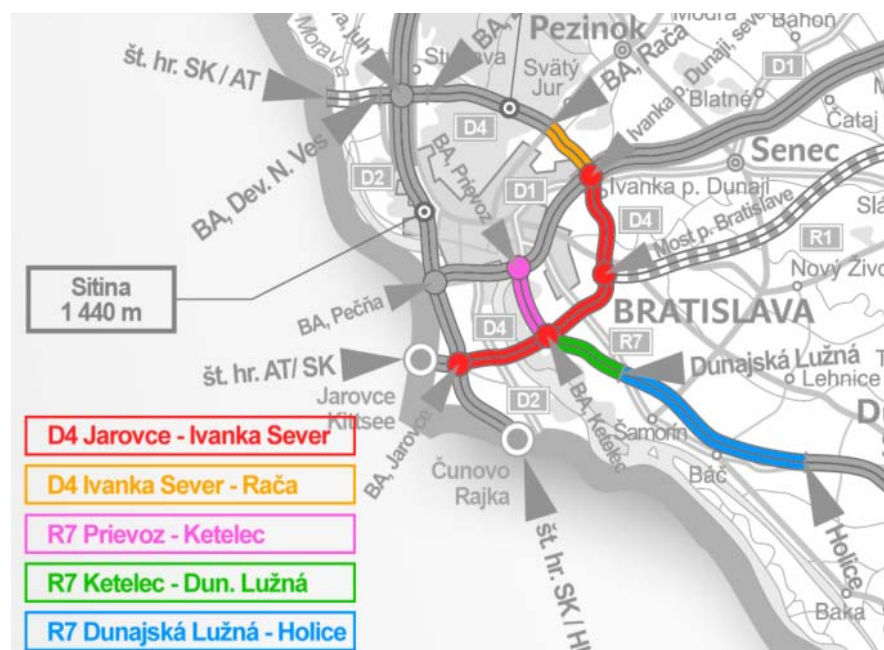 Pezinok
Modra
Báhoň
BA, Rača
Svätý
Jur
D1
Blatné
Čataj
št. hr. SK / AT
Morava
D4
Ivanka p. Dunaji, sever
Senec
BA, Dev. N. Ves
D2
BA, Prievoz
D1
Ivanka p. Dunaji
D4
Most p. Bratislave
R1
Sitina
1 440 m
BA, Pečňa
BRATISLAVA
D4
R7
Dunajská Lužná
Lehnice
št. hr. AT/ SK
Jarovce
Kittsee
D2
BA, Jarovce
BA, Ketelec
Šamorín
Báč
Čunovo
Rajka
Holice
Baka
D4 Jarovce - Ivanka Sever
D4 Ivanka Sever - Rača
R7 Prievoz - Ketelec
R7 Ketelec - Dun. Lužná
R7 Dunajská Lužná - Holice